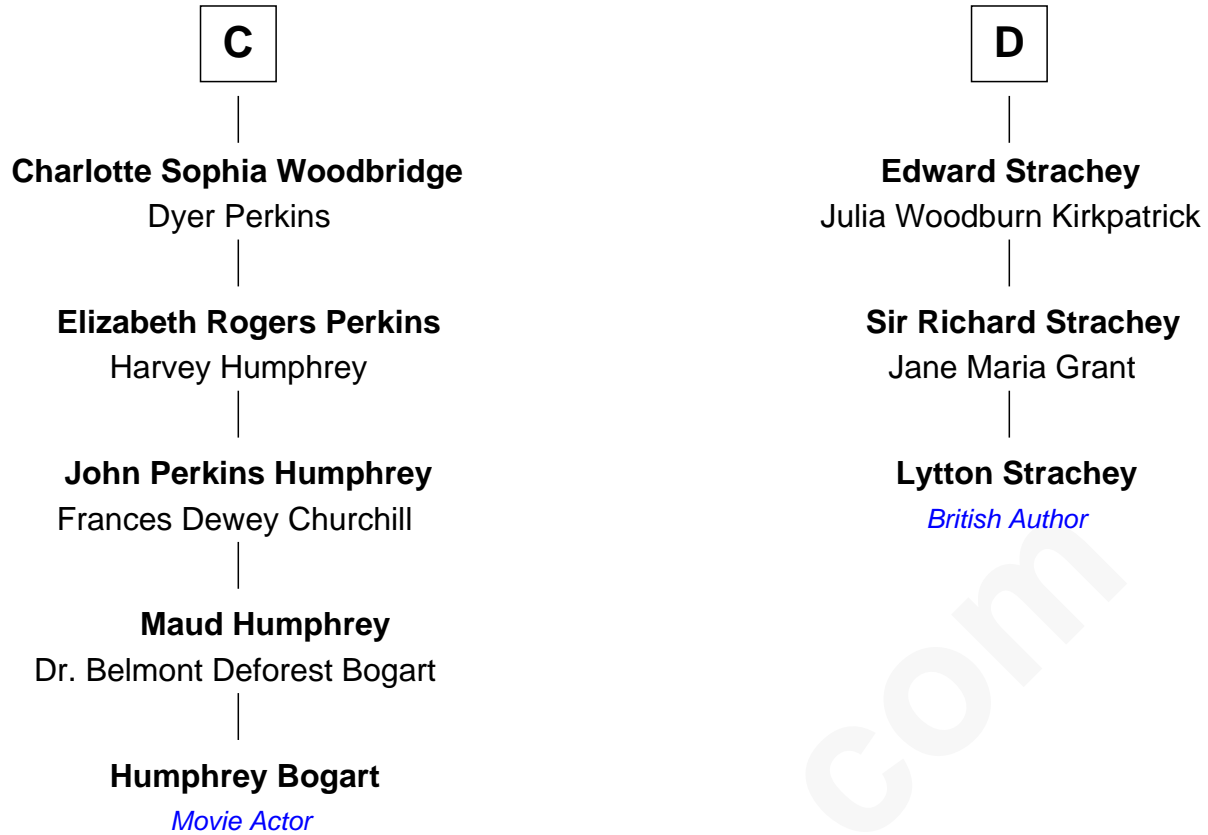 C
Charlotte Sophia Woodbridge
Dyer Perkins
Elizabeth Rogers Perkins
Harvey Humphrey
John Perkins Humphrey
Frances Dewey Churchill
Maud Humphrey
Dr. Belmont Deforest Bogart
Humphrey Bogart
Movie Actor
D
Edward Strachey
Julia Woodburn Kirkpatrick
Sir Richard Strachey
Jane Maria Grant
Lytton Strachey
British Author
com